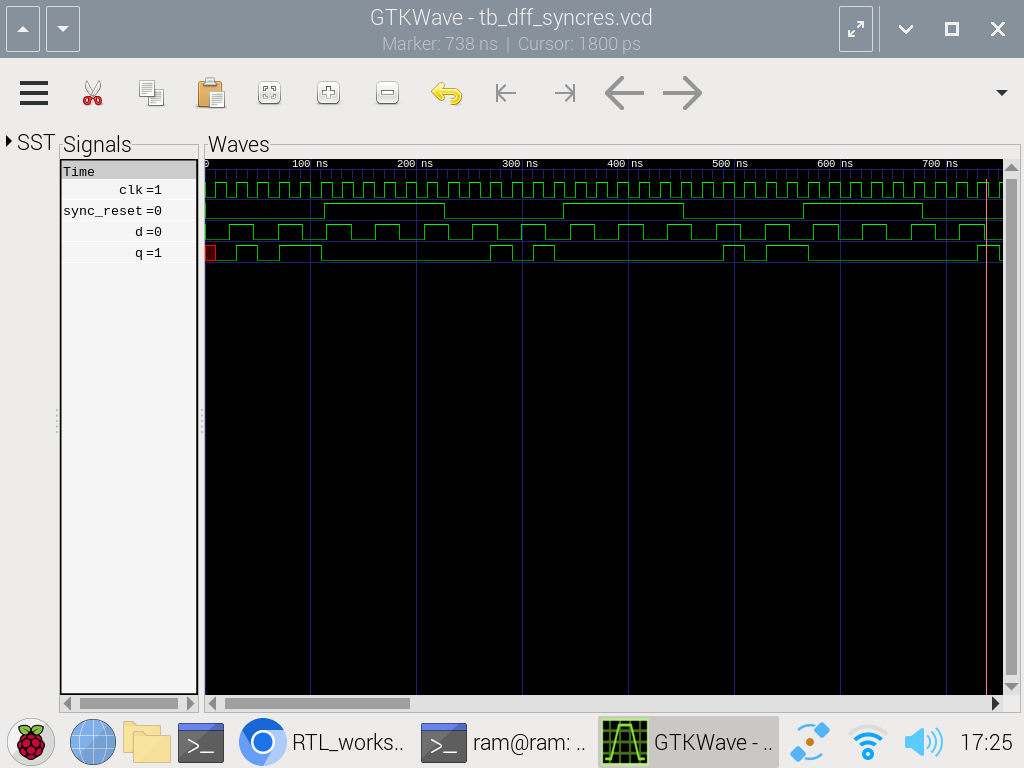 GTKWave - tb_dff_syncres.vcd
Marker: 738 ns | Cursor: 1800 ps
SST
Signals
Waves
Time
clk =1
sync_reset =0
d =0
q =1
0 100 ns 200 ns 300 ns 400 ns 500 ns 600 ns 700 ns
RTL_works..
ram@ram: ..
GTKWave - ..
17:25